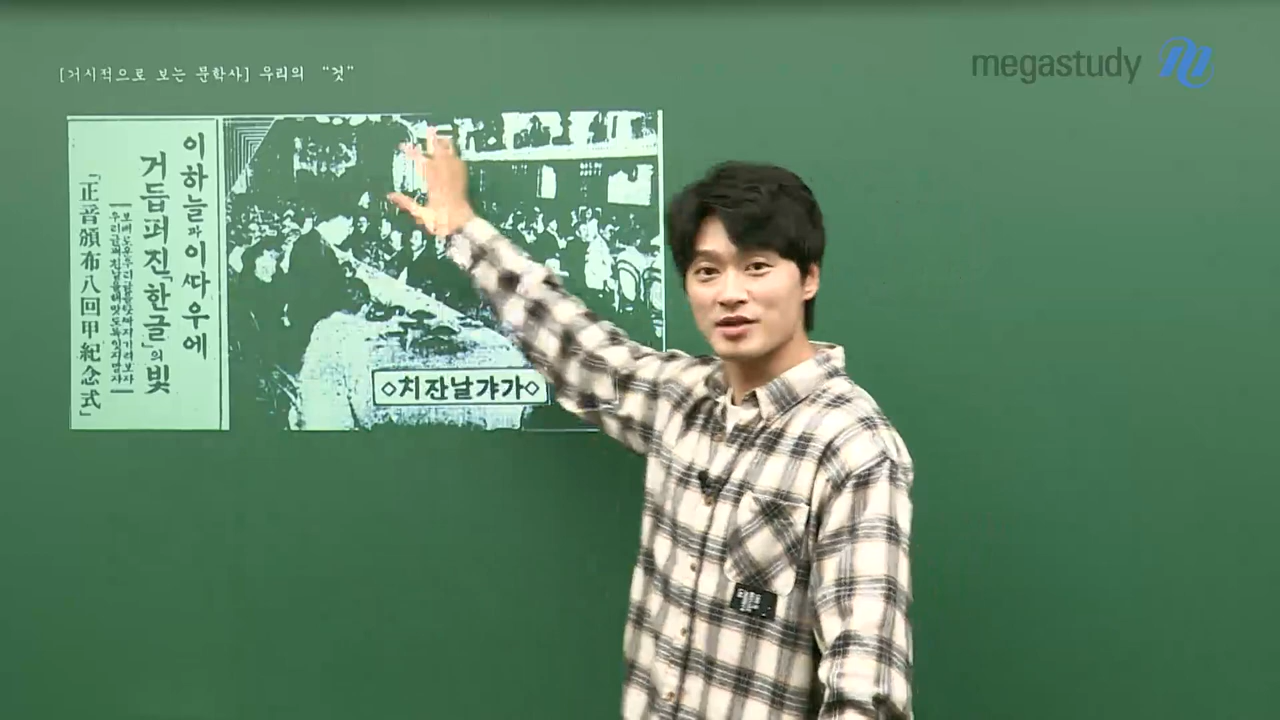 [거시적으로 보는 문학사] 우리의 “것”
megastudy
이하늘과 이따우에
거듭퍼진「한글」의빛
「正音頒布八回甲紀念式」
◇치잔날갸가◇